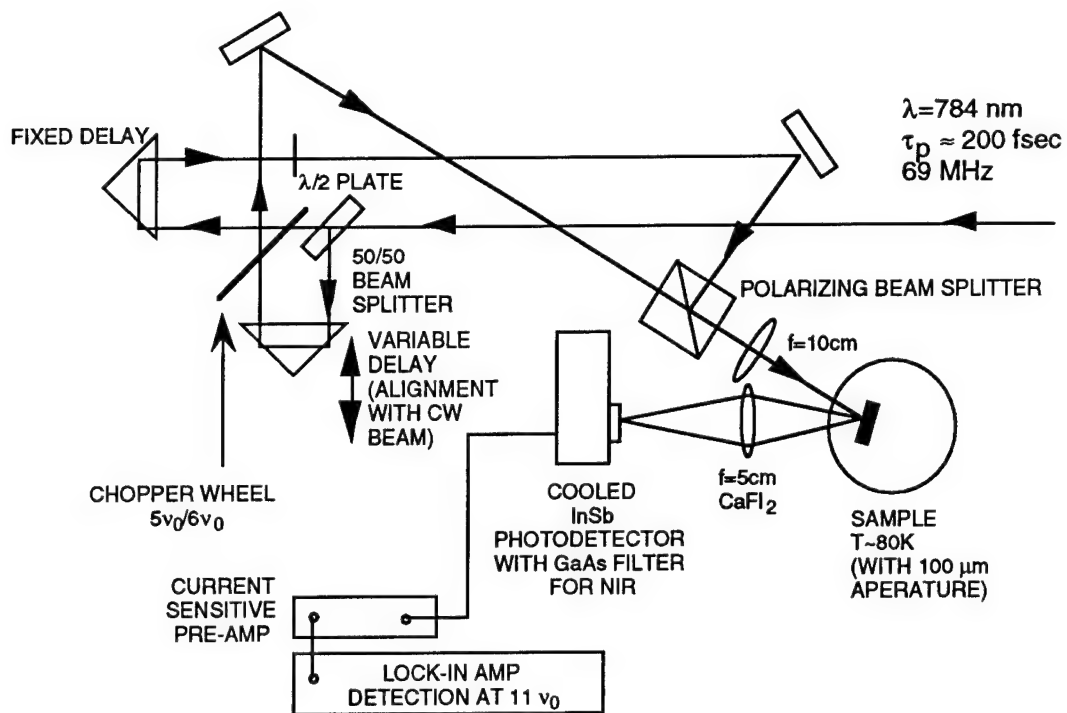 FIXED DELAY
λ/2 PLATE
50/50
BEAM
SPLITTER
λ=784 nm
τp ≈ 200 fsec
69 MHz
POLARIZING BEAM SPLITTER
f=10cm
VARIABLE
DELAY
(ALIGNMENT
WITH CW
BEAM)
CHOPPER WHEEL
5ν0/6ν0
f=5cm
CaFl2
COOLED
InSb
PHOTODETECTOR
WITH GaAs FILTER
FOR NIR
SAMPLE
T~80K
(WITH 100 μm
APERATURE)
CURRENT
SENSITIVE
PRE-AMP
LOCK-IN AMP
DETECTION AT 11 ν0